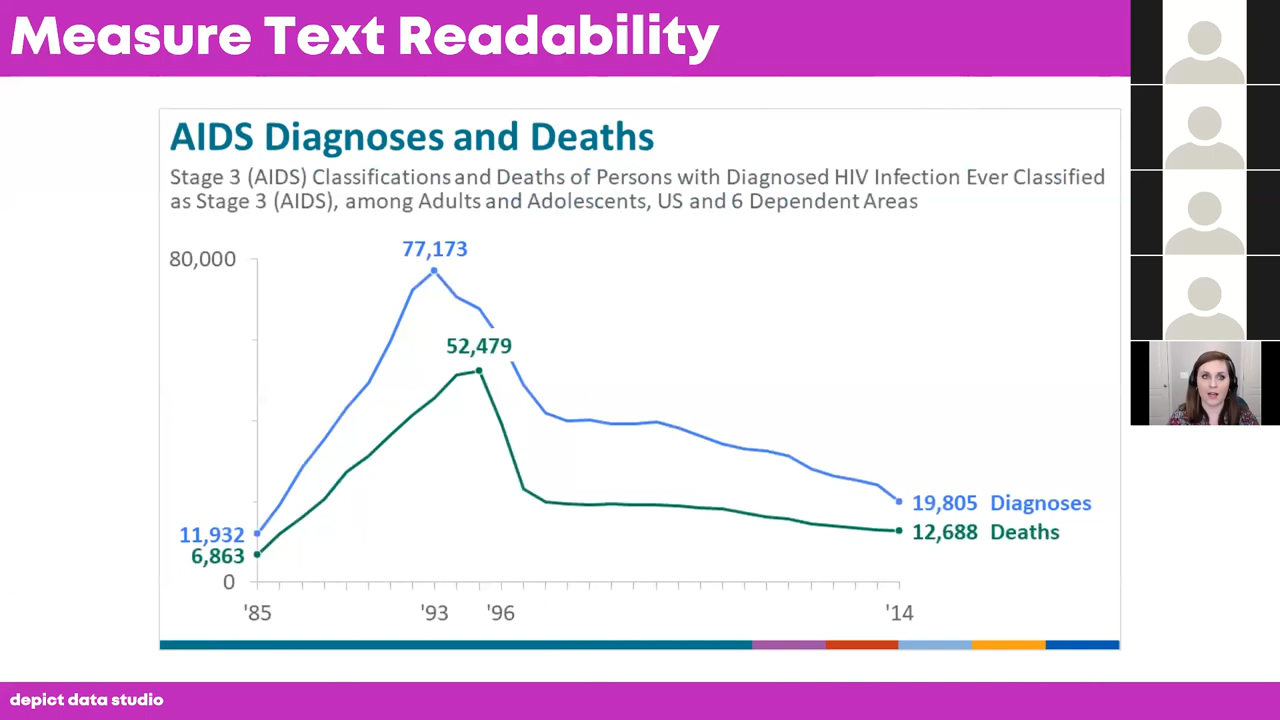 Measure Text Readability
AIDS Diagnoses and Deaths
Stage 3 (AIDS) Classifications and Deaths of Persons with Diagnosed HIV Infection Ever Classified
as Stage 3 (AIDS), among Adults and Adolescents, US and 6 Dependent Areas
77,173
80,000
52,479
19,805 Diagnoses
12,688 Deaths
11,932
6,863
0
'85 '93 '96 '14
depict data studio